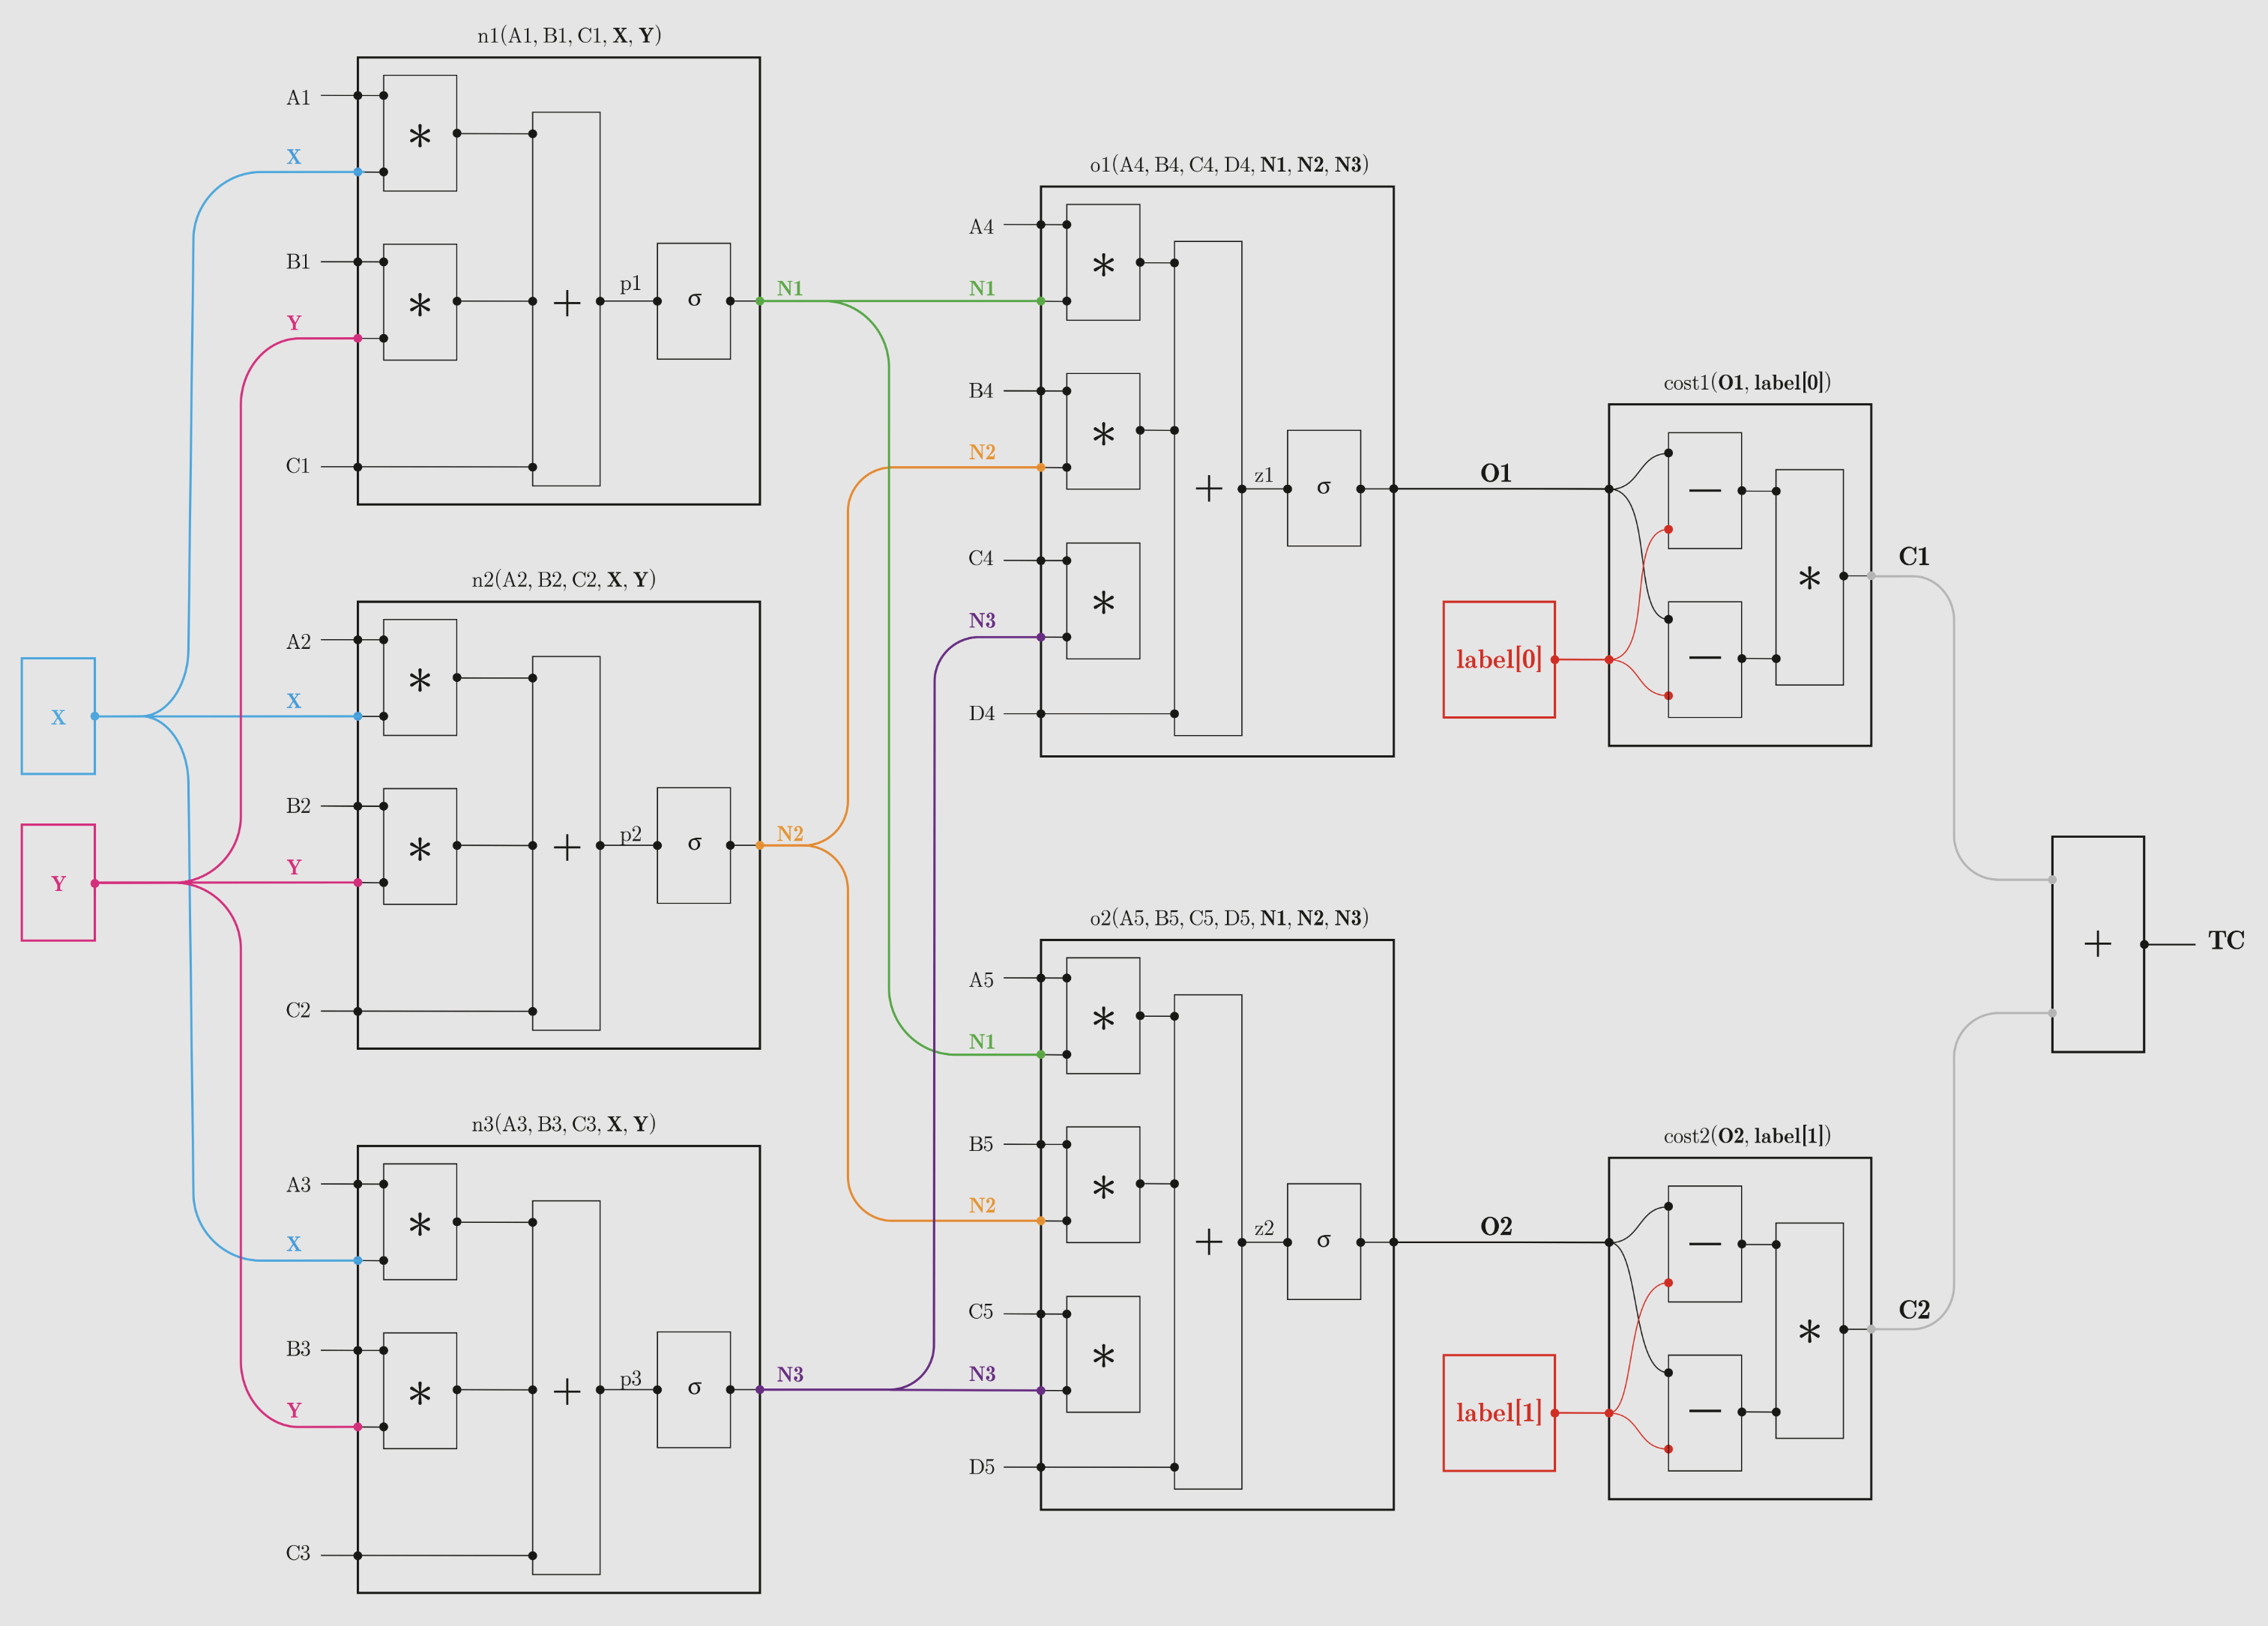 n1(A1, B1, C1, X, Y)
A1
*
X
B1
*
Y
+
p1
σ
C1
N1
n2(A2, B2, C2, X, Y)
A2
*
X
B2
*
Y
+
p2
σ
C2
N2
X
Y
n3(A3, B3, C3, X, Y)
A3
*
X
B3
*
Y
+
p3
σ
C3
N3
o1(A4, B4, C4, D4, N1, N2, N3)
A4
*
N1
B4
*
N2
C4
*
N3
D4
+
z1
σ
O1
o2(A5, B5, C5, D5, N1, N2, N3)
A5
*
N1
B5
*
N2
C5
*
N3
D5
+
z2
σ
O2
cost1(O1, label[0])
−
−
*
label[0]
C1
cost2(O2, label[1])
−
−
*
label[1]
C2
+
TC